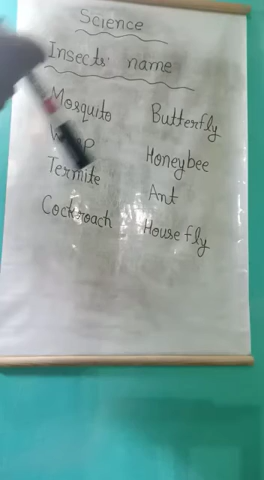 Science
Insects name
Mosquito Butterfly
Honeybee
Termite Ant
Cockroach House fly